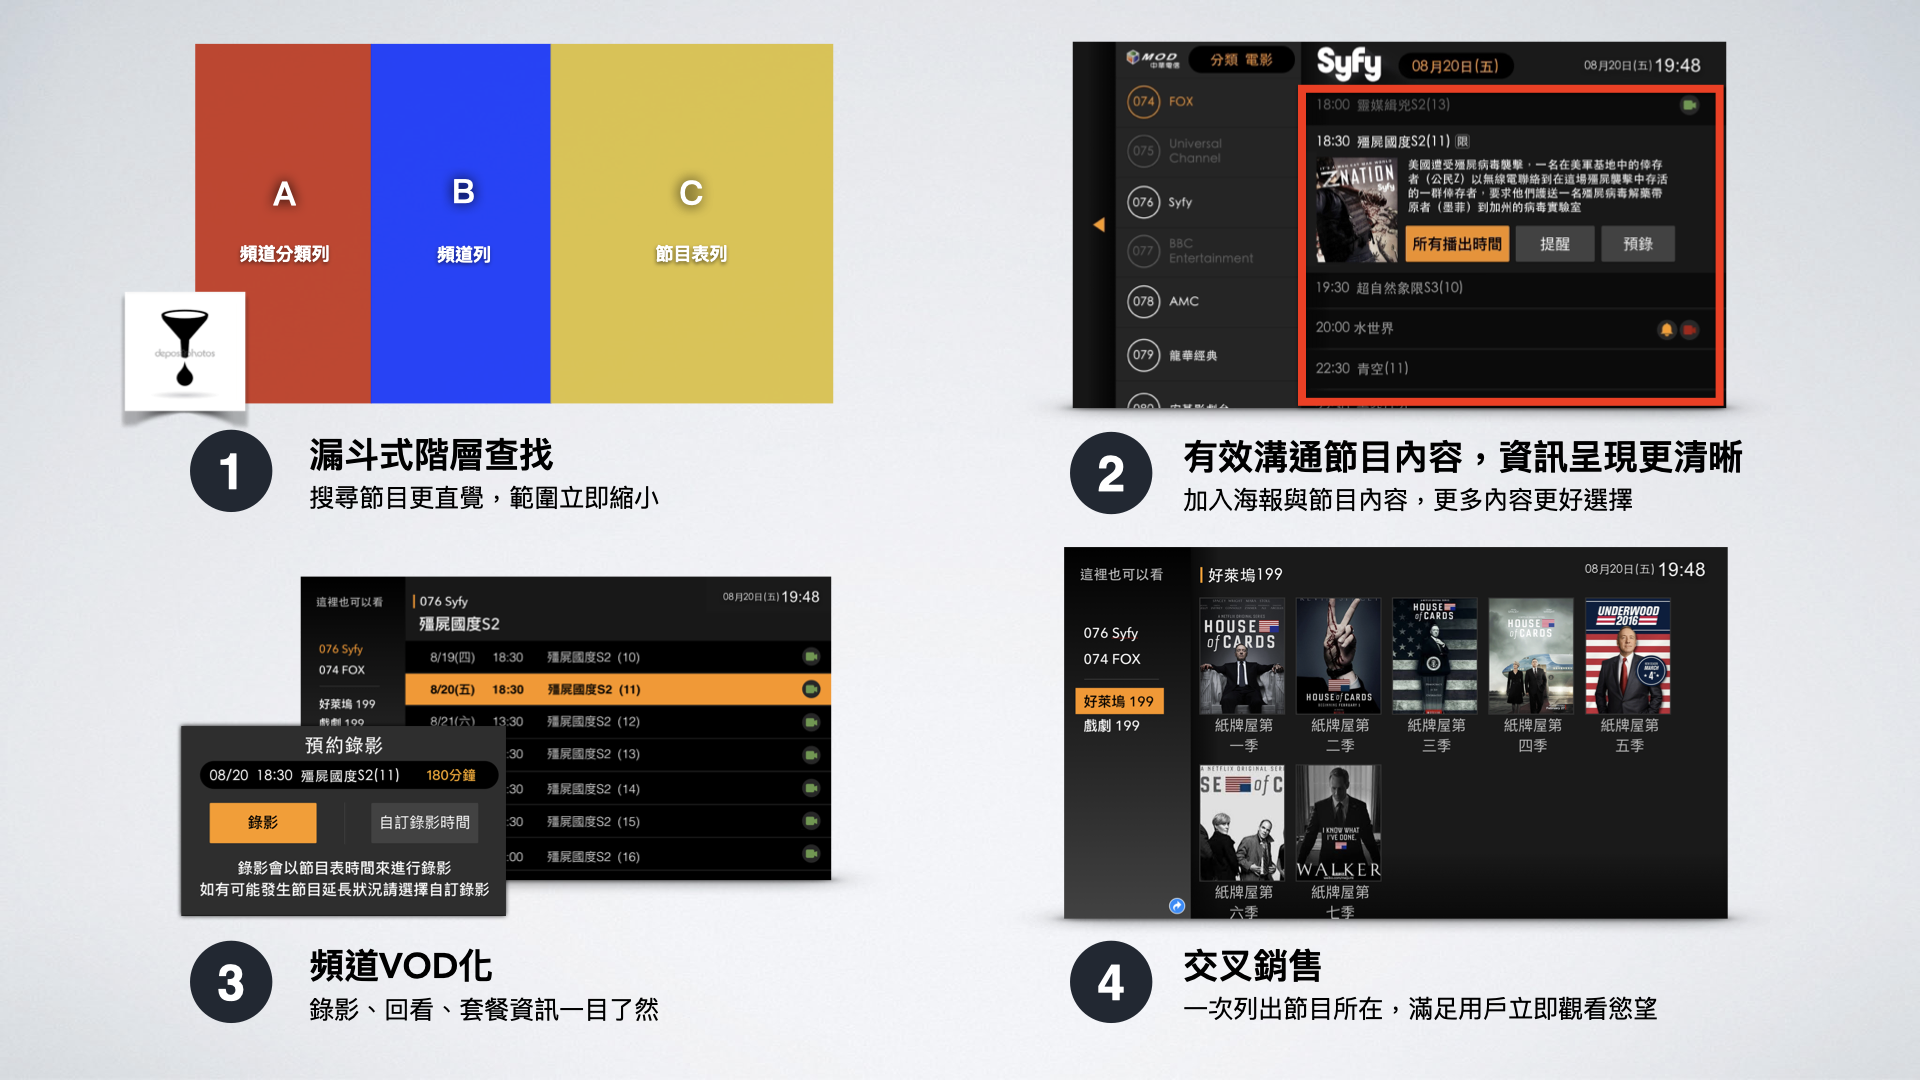 A
頻道分類列
B
頻道列
C
節目表列
depositphotos
1
漏斗式階層查找
搜尋節目更直覺，範圍立即縮小
MOD
中華電信
分類 電影
Syfy
08月20日(五)
08月20日(五) 19:48
074 FOX
075 Universal
Channel
076 Syfy
077 BBC
Entertainment
078 AMC
079 龍華經典
18:00 靈媒緝兇S2(13)
18:30 殭屍國度S2(11) 限
Z NATION
Syfy
美國遭受殭屍病毒襲擊，一名在美軍基地中的倖存
者（公民Z）以無線電聯絡到在這場殭屍襲擊中存活
的一群倖存者，要求他們護送一名殭屍病毒解藥帶
原者（墨菲）到加州的病毒實驗室
所有播出時間
提醒
預錄
19:30 超自然象限S3(10)
20:00 水世界
22:30 青空(11)
2
有效溝通節目內容，資訊呈現更清晰
加入海報與節目內容，更多內容更好選擇
這裡也可以看
076 Syfy
074 FOX
好萊塢 199
戲劇 199
076 Syfy
殭屍國度S2
08月20日(五) 19:48
8/19(四) 18:30 殭屍國度S2 (10)
8/20(五) 18:30 殭屍國度S2 (11)
8/21(六) 13:30 殭屍國度S2 (12)
:30 殭屍國度S2 (13)
:30 殭屍國度S2 (14)
:30 殭屍國度S2 (15)
:00 殭屍國度S2 (16)
預約錄影
08/20 18:30 殭屍國度S2(11) 180分鐘
錄影
自訂錄影時間
錄影會以節目表時間來進行錄影
如有可能發生節目延長狀況請選擇自訂錄影
3
頻道VOD化
錄影、回看、套餐資訊一目了然
這裡也可以看
076 Syfy
074 FOX
好萊塢 199
戲劇 199
好萊塢199
08月20日(五) 19:48
HOUSE
of CARDS
紙牌屋第
一季
HOUSE of CARDS
紙牌屋第
二季
HOUSE
of CARDS
紙牌屋第
三季
HOUSE
of CARDS
紙牌屋第
四季
UNDERWOOD
2016
MARCH
4
紙牌屋第
五季
A NETFLIX ORIGINAL SER
SE of C
紙牌屋第
六季
I KNOW WHAT
I'VE DONE.
WALKER
紙牌屋第
七季
4
交叉銷售
一次列出節目所在，滿足用戶立即觀看慾望